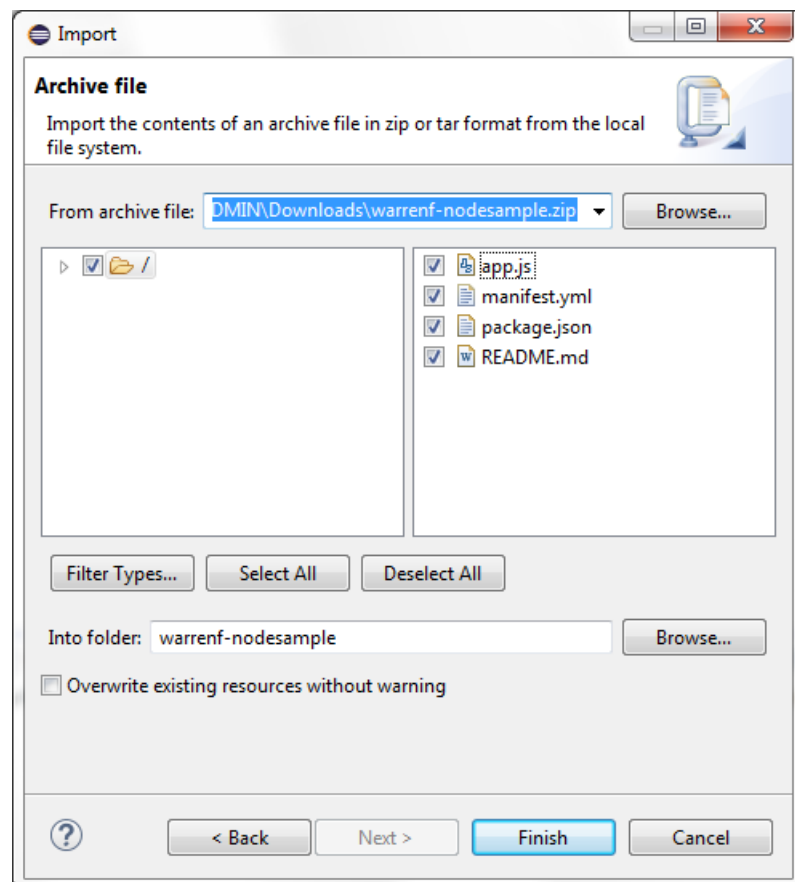 Import
Archive file
Import the contents of an archive file in zip or tar format from the local
file system.
From archive file: DMIN\Downloads\warrenf-nodesample.zip Browse...
/
app.js
manifest.yml
package.json
README.md
Filter Types... Select All Deselect All
Into folder: warrenf-nodesample Browse...
Overwrite existing resources without warning
? < Back Next > Finish Cancel